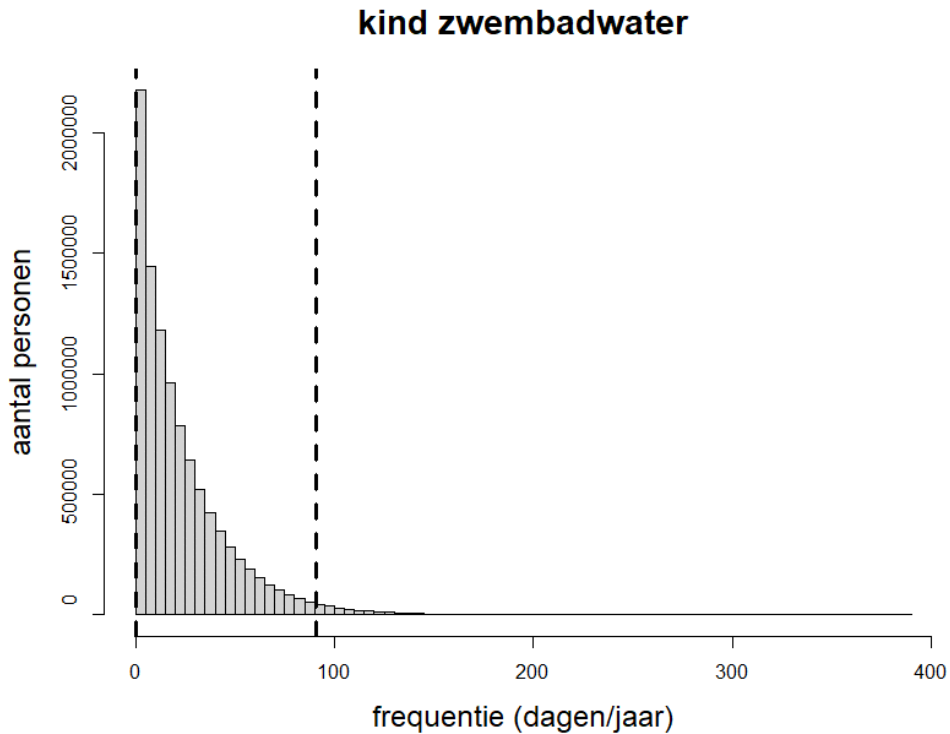 kind zwembadwater
aantal personen
2000000
1500000
1000000
500000
0
0 100 200 300 400
frequentie (dagen/jaar)